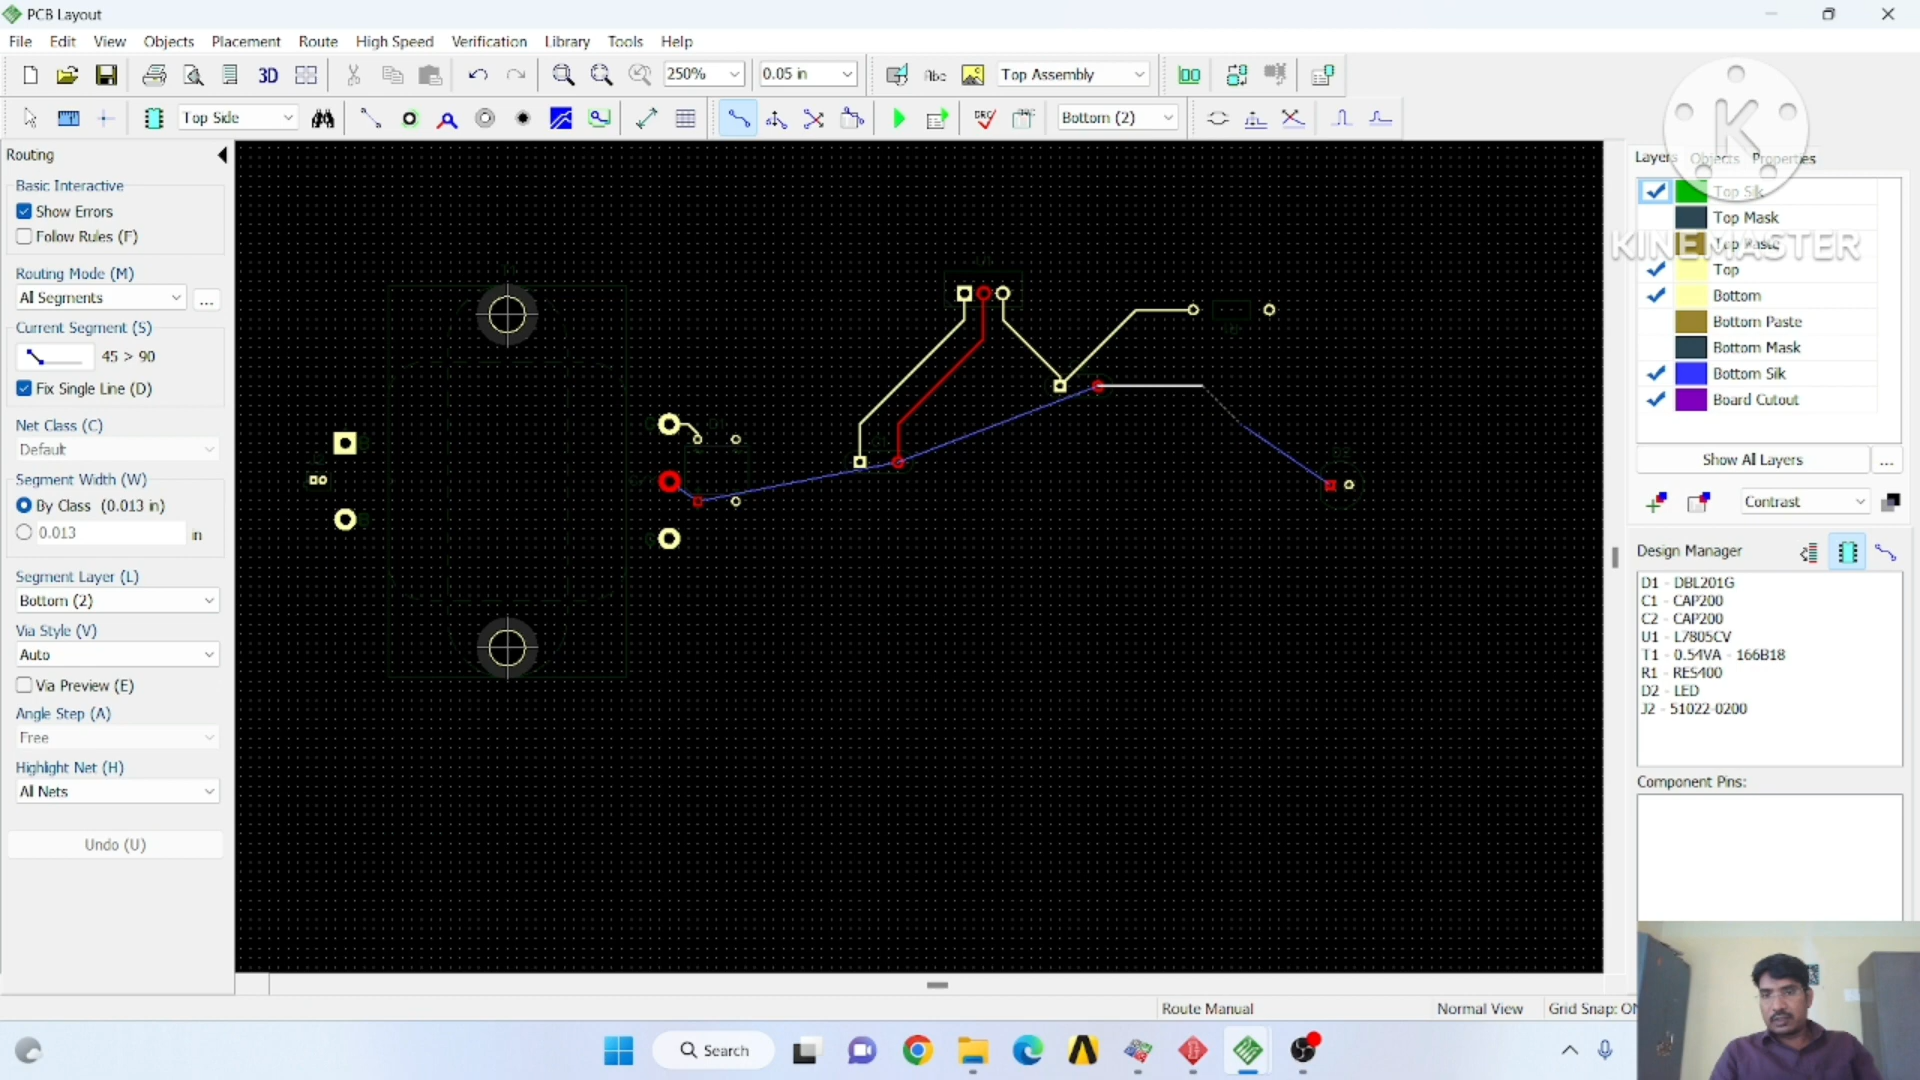 PCB Layout
File Edit View Objects Placement Route High Speed Verification Library Tools Help
3D 250% 0.05 in Abc Top Assembly
Top Side DRC Bottom (2)
Routing
Basic Interactive
Show Errors
Follow Rules (F)
Routing Mode (M)
All Segments ...
Current Segment (S)
45 > 90
Fix Single Line (D)
Net Class (C)
Default
Segment Width (W)
By Class (0.013 in)
0.013 in
Segment Layer (L)
Bottom (2)
Via Style (V)
Auto
Via Preview (E)
Angle Step (A)
Free
Highlight Net (H)
All Nets
Undo (U)
K
KINEMASTER
Layers Objects Properties
Top Silk
Top Mask
Top Paste
Top
Bottom
Bottom Paste
Bottom Mask
Bottom Silk
Board Cutout
Show All Layers ...
Contrast
Design Manager
D1 - DBL201G
C1 - CAP200
C2 - CAP200
U1 - L7805CV
T1 - 0.54VA - 166B18
R1 - RES400
D2 - LED
J2 - 51022-0200
Component Pins:
Route Manual Normal View Grid Snap: ON
Search